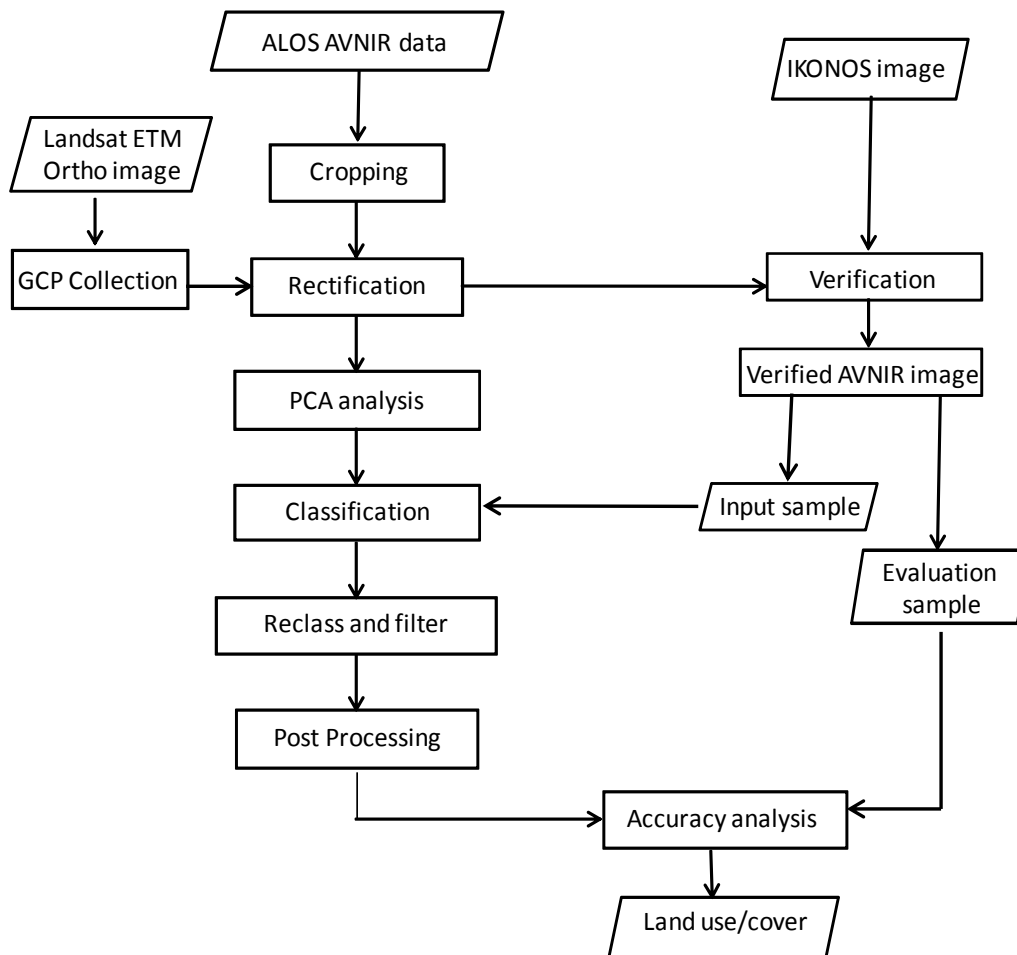 ALOS AVNIR data
IKONOS image
Landsat ETM
Ortho image
Cropping
GCP Collection
Rectification
Verification
PCA analysis
Verified AVNIR image
Classification
Input sample
Evaluation
sample
Reclass and filter
Post Processing
Accuracy analysis
Land use/cover